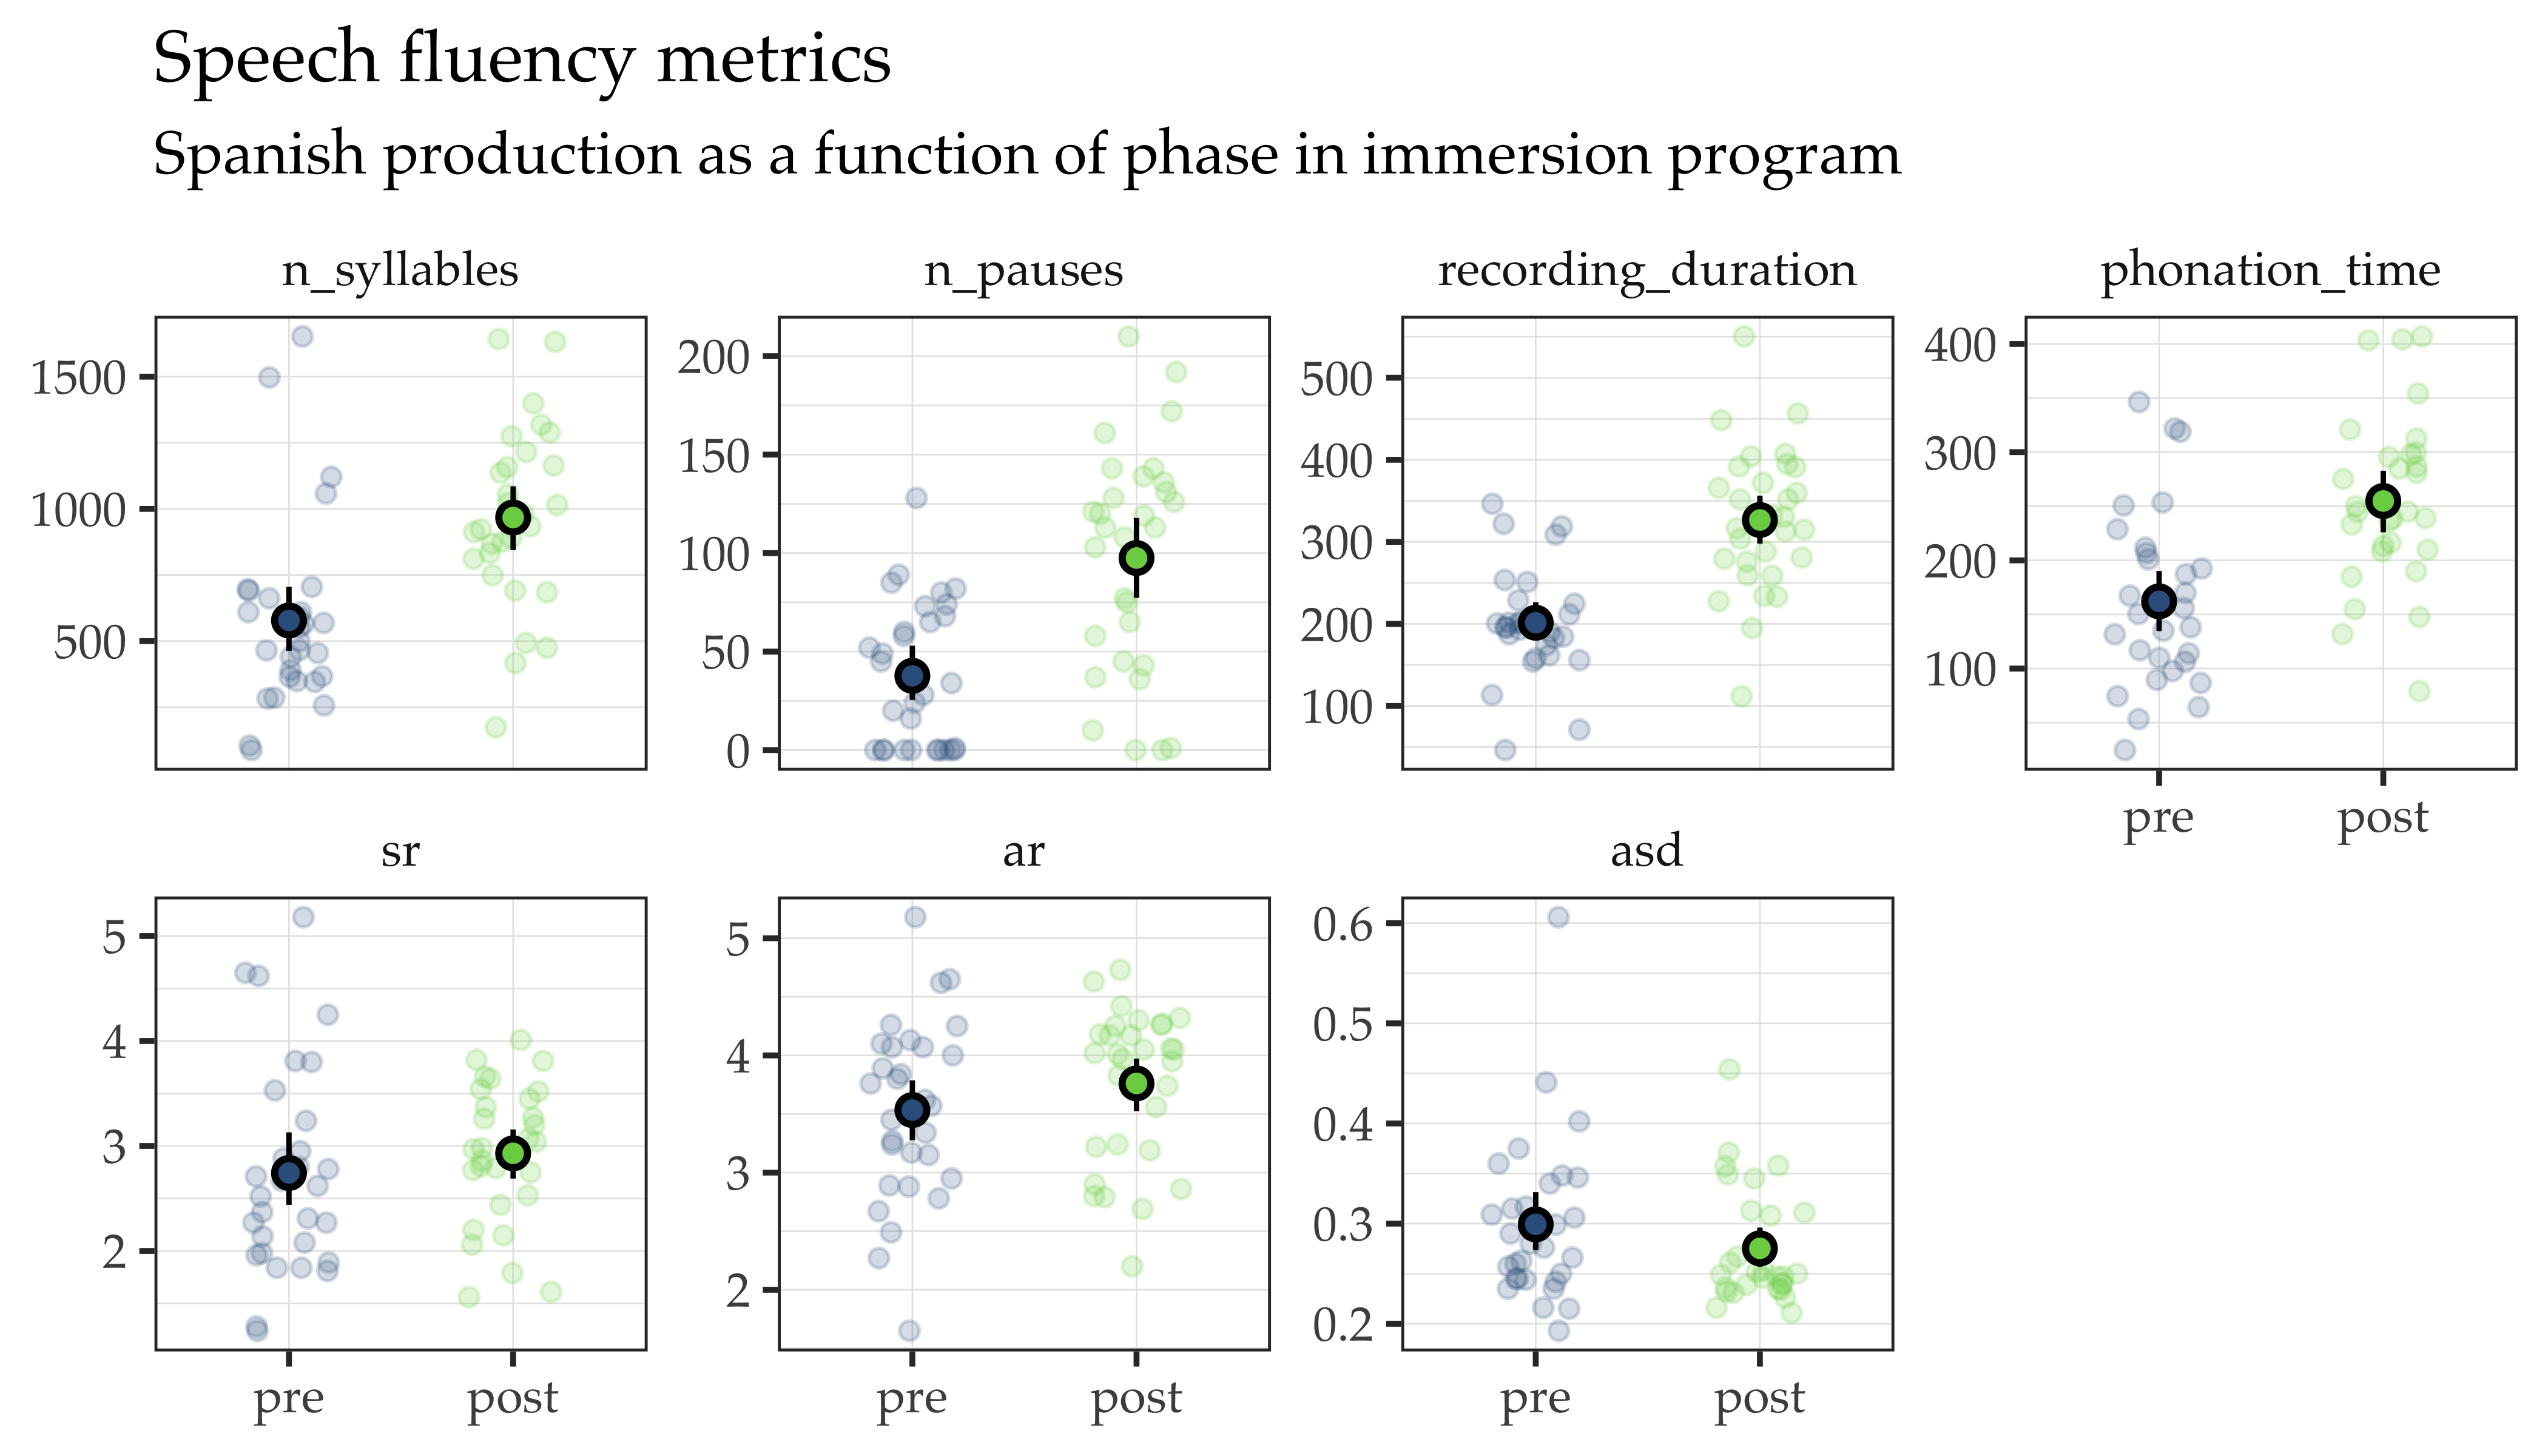 Speech fluency metrics
Spanish production as a function of phase in immersion program
n_syllables
1500
1000
500
n_pauses
200
150
100
50
0
recording_duration
500
400
300
200
100
phonation_time
400
300
200
100
pre post
sr
5
4
3
2
pre post
ar
5
4
3
2
pre post
asd
0.6
0.5
0.4
0.3
0.2
pre post